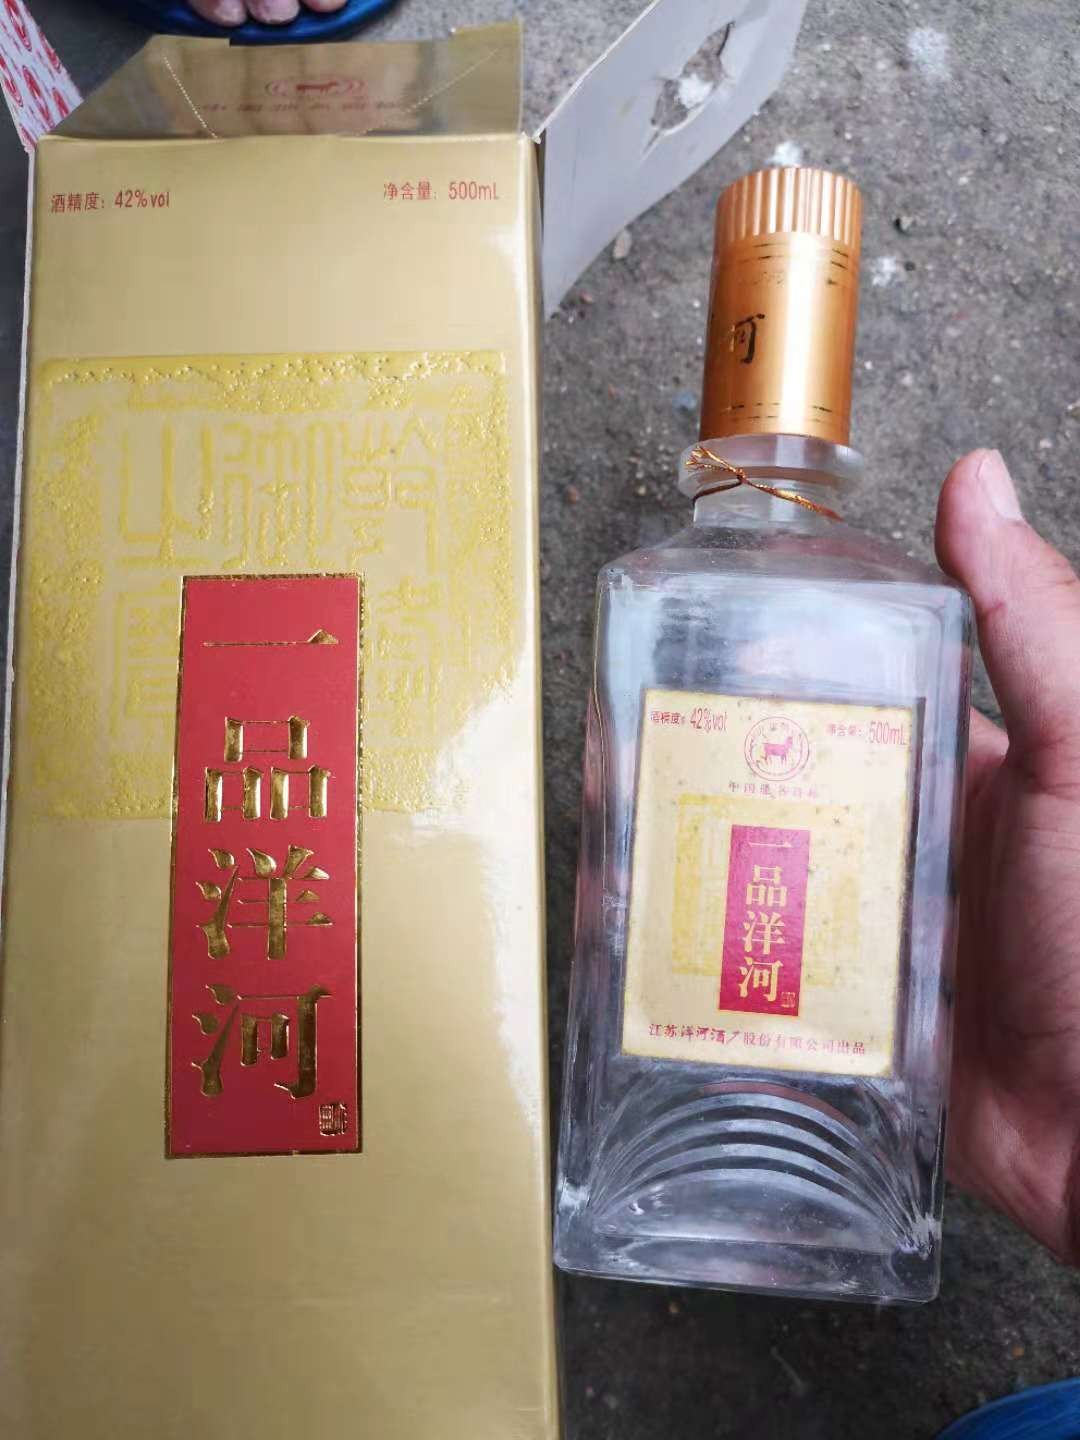 酒精度：42%vol
净含量：500mL
一品洋河
河
酒精度：42%vol
净含量：500mL
一品洋河
江苏洋河酒厂股份有限公司出品